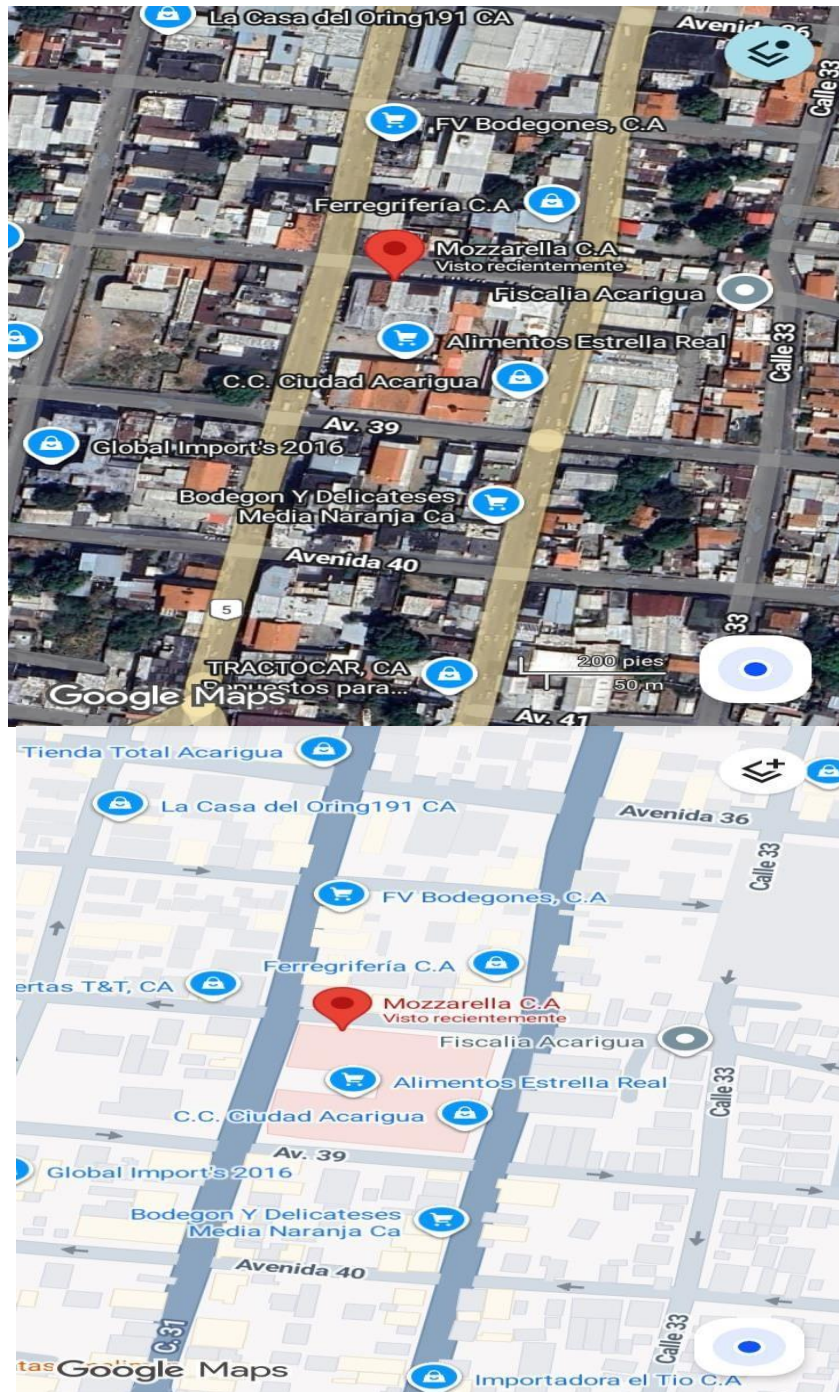 La Casa del Oring191 CA
Calle 33
FV Bodegones, C.A
Ferregrifería C.A
Mozzarella C.A
Visto recientemente
Fiscalia Acarigua
Alimentos Estrella Real
Calle 33
C.C. Ciudad Acarigua
Av. 39
Global Import's 2016
Bodegon Y Delicateses
Media Naranja Ca
Avenida 40
5
33
TRACTOCAR, CA
Repuestos para...
200 pies
50 m
Google Maps
Av. 41
Tienda Total Acarigua
La Casa del Oring191 CA
Avenida 36
Calle 33
FV Bodegones, C.A
Ferregrifería C.A
ertas T&T, CA
Mozzarella C.A
Visto recientemente
Fiscalia Acarigua
Alimentos Estrella Real
Calle 33
C.C. Ciudad Acarigua
Av. 39
Global Import's 2016
Bodegon Y Delicateses
Media Naranja Ca
Avenida 40
C. 31
Calle 33
Google Maps
Importadora el Tio C.A